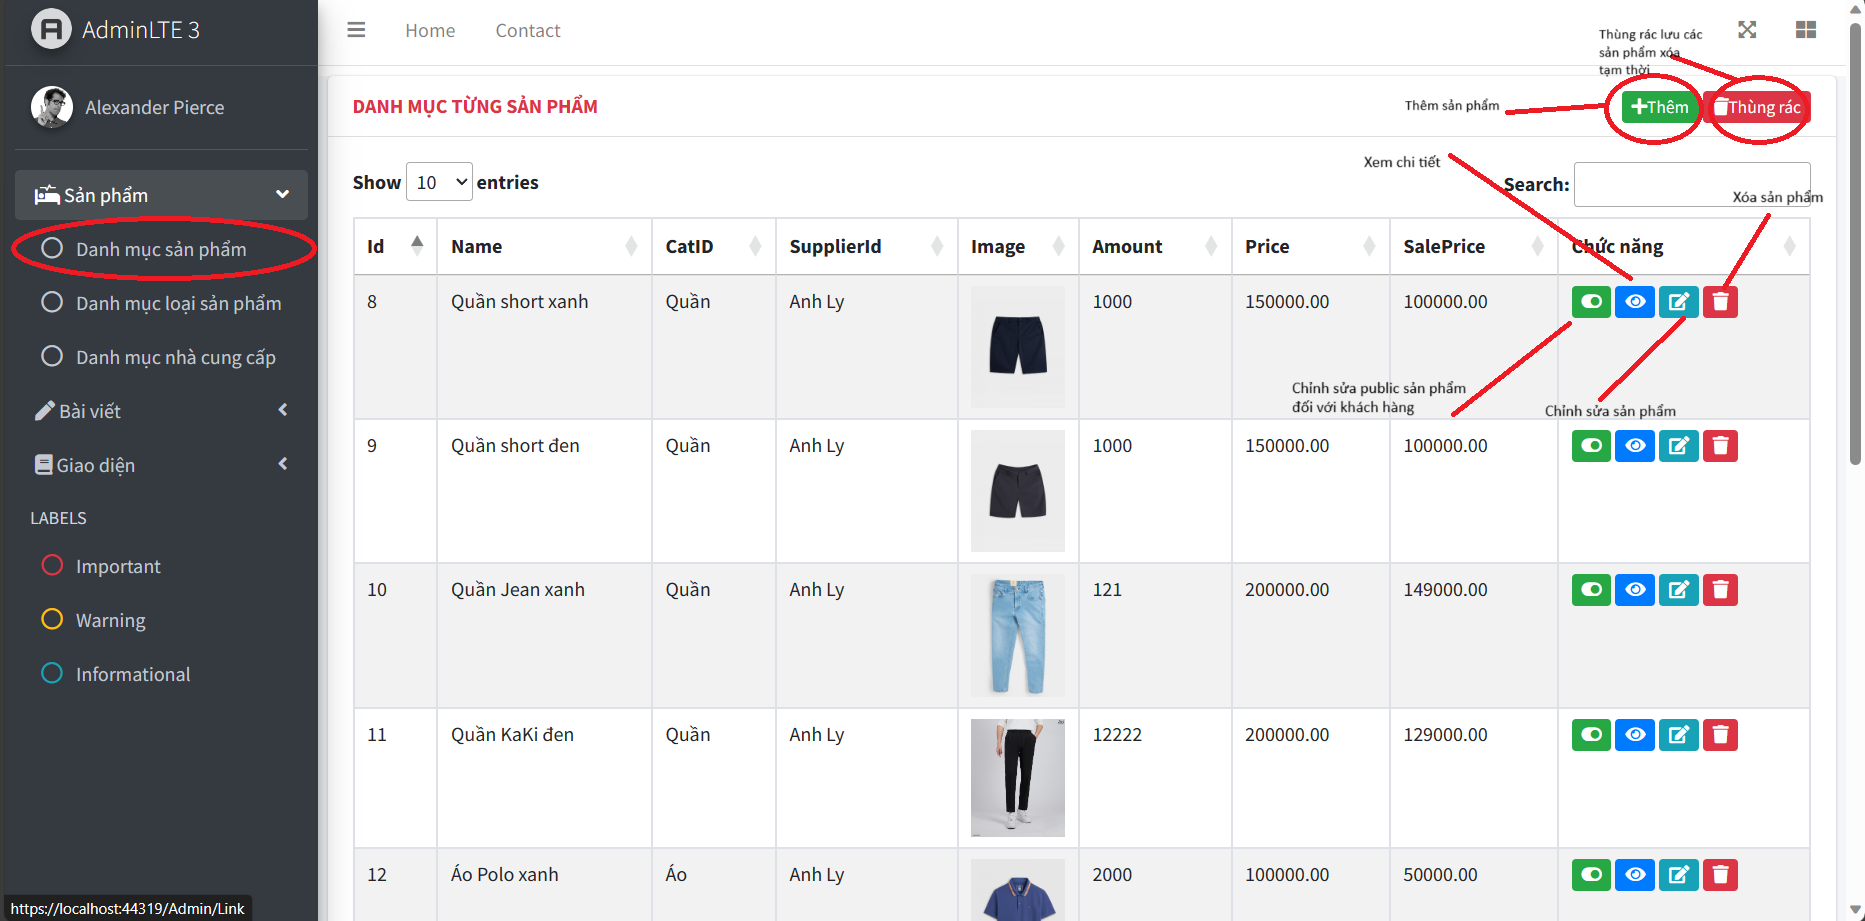 AdminLTE 3
Home
Contact
Thùng rác lưu các
sản phẩm xóa
tạm thời
Alexander Pierce
DANH MỤC TỪNG SẢN PHẨM
Thêm sản phẩm
Thêm
Thùng rác
Xem chi tiết
Show 10 entries
Search:
Xóa sản phẩm
Sản phẩm
Danh mục sản phẩm
Danh mục loại sản phẩm
Danh mục nhà cung cấp
Bài viết
Giao diện
LABELS
Important
Warning
Informational
Id Name CatID SupplierId Image Amount Price SalePrice Chức năng
8 Quần short xanh Quần Anh Ly 1000 150000.00 100000.00
Chỉnh sửa public sản phẩm
đối với khách hàng
Chỉnh sửa sản phẩm
9 Quần short đen Quần Anh Ly 1000 150000.00 100000.00
10 Quần Jean xanh Quần Anh Ly 121 200000.00 149000.00
11 Quần KaKi đen Quần Anh Ly 12222 200000.00 129000.00
12 Áo Polo xanh Áo Anh Ly 2000 100000.00 50000.00
https://localhost:44319/Admin/Link